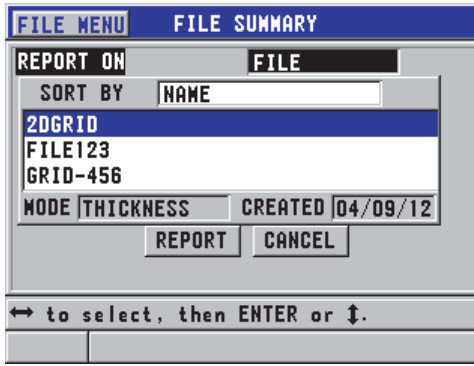 FILE MENU FILE SUMMARY
REPORT ON FILE
SORT BY NAME
2DGRID
FILE123
GRID-456
MODE THICKNESS CREATED 04/09/12
REPORT CANCEL
↔ to select, then ENTER or ↕.